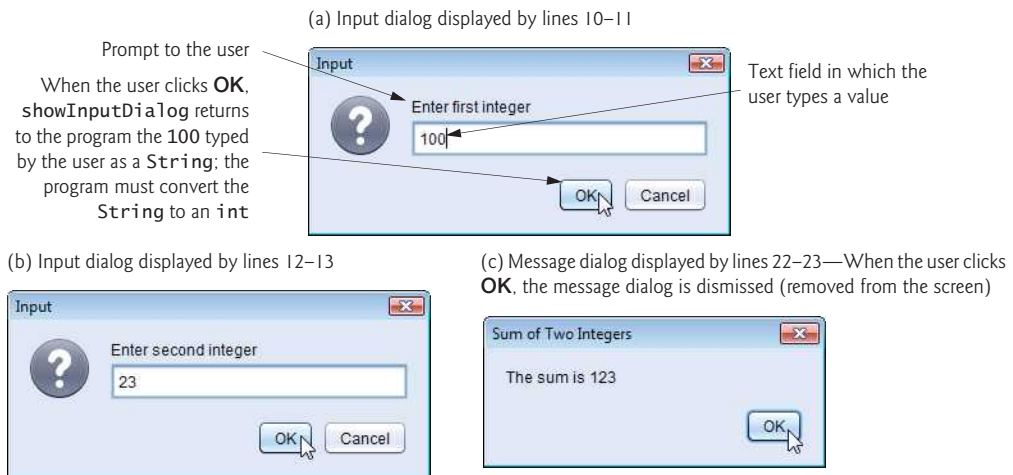 (a) Input dialog displayed by lines 10–11
Prompt to the user
When the user clicks OK,
showInputDialog returns
to the program the 100 typed
by the user as a String; the
program must convert the
String to an int
Input
Enter first integer
100
OK
Cancel
Text field in which the
user types a value
(b) Input dialog displayed by lines 12–13
Input
Enter second integer
23
OK
Cancel
(c) Message dialog displayed by lines 22–23—When the user clicks
OK, the message dialog is dismissed (removed from the screen)
Sum of Two Integers
The sum is 123
OK